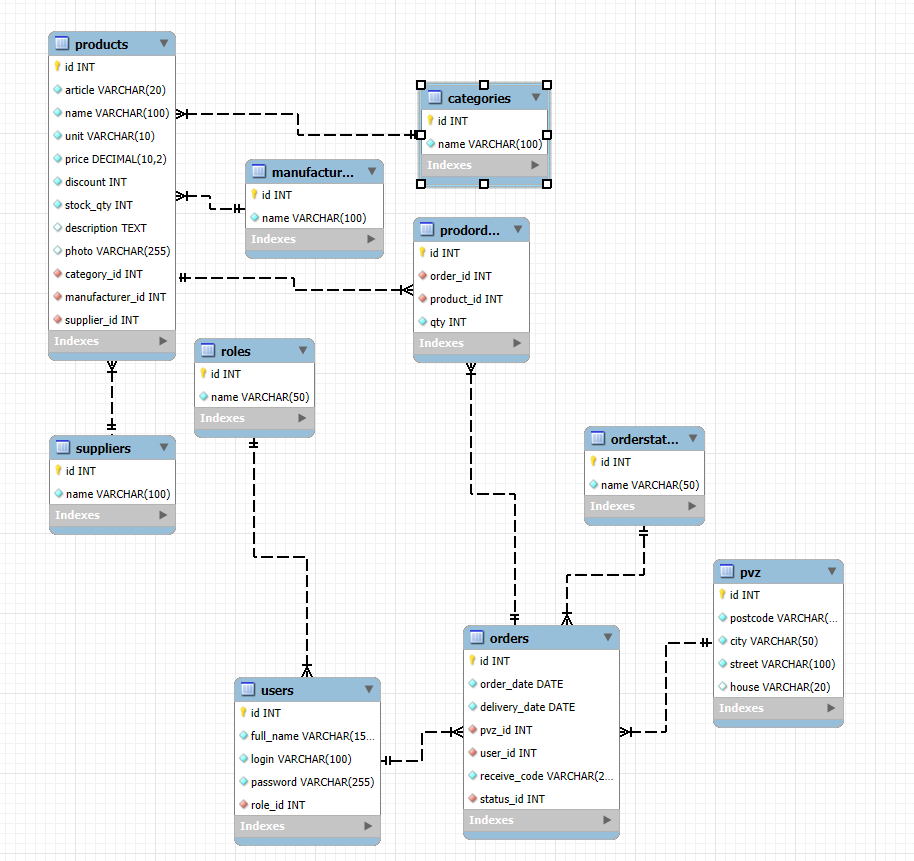 products
id INT
article VARCHAR(20)
name VARCHAR(100)
unit VARCHAR(10)
price DECIMAL(10,2)
discount INT
stock_qty INT
description TEXT
photo VARCHAR(255)
category_id INT
manufacturer_id INT
supplier_id INT
Indexes
categories
id INT
name VARCHAR(100)
Indexes
manufactur...
id INT
name VARCHAR(100)
Indexes
prodord...
id INT
order_id INT
product_id INT
qty INT
Indexes
roles
id INT
name VARCHAR(50)
Indexes
suppliers
id INT
name VARCHAR(100)
Indexes
orderstat...
id INT
name VARCHAR(50)
Indexes
pvz
id INT
postcode VARCHAR(...
city VARCHAR(50)
street VARCHAR(100)
house VARCHAR(20)
Indexes
orders
id INT
order_date DATE
delivery_date DATE
pvz_id INT
user_id INT
receive_code VARCHAR(2...
status_id INT
Indexes
users
id INT
full_name VARCHAR(15...
login VARCHAR(100)
password VARCHAR(255)
role_id INT
Indexes